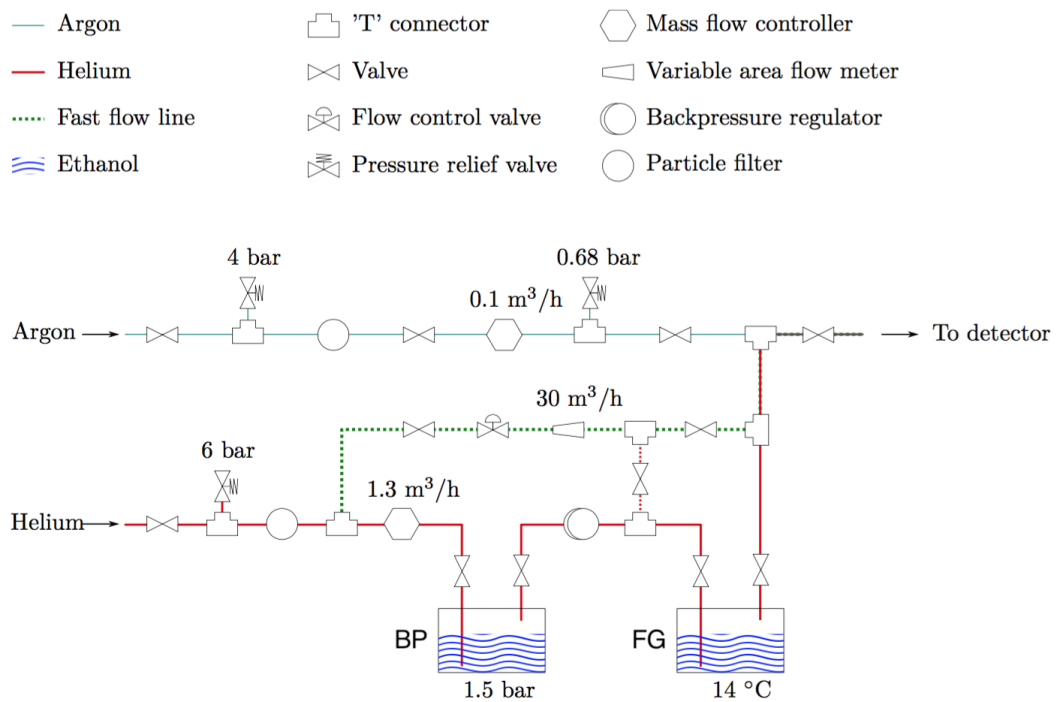 Argon 'T' connector Mass flow controller
Helium Valve Variable area flow meter
Fast flow line Flow control valve Backpressure regulator
Ethanol Pressure relief valve Particle filter
4 bar 0.68 bar
0.1 m³/h
Argon To detector
30 m³/h
6 bar
1.3 m³/h
Helium
BP FG
1.5 bar 14 °C